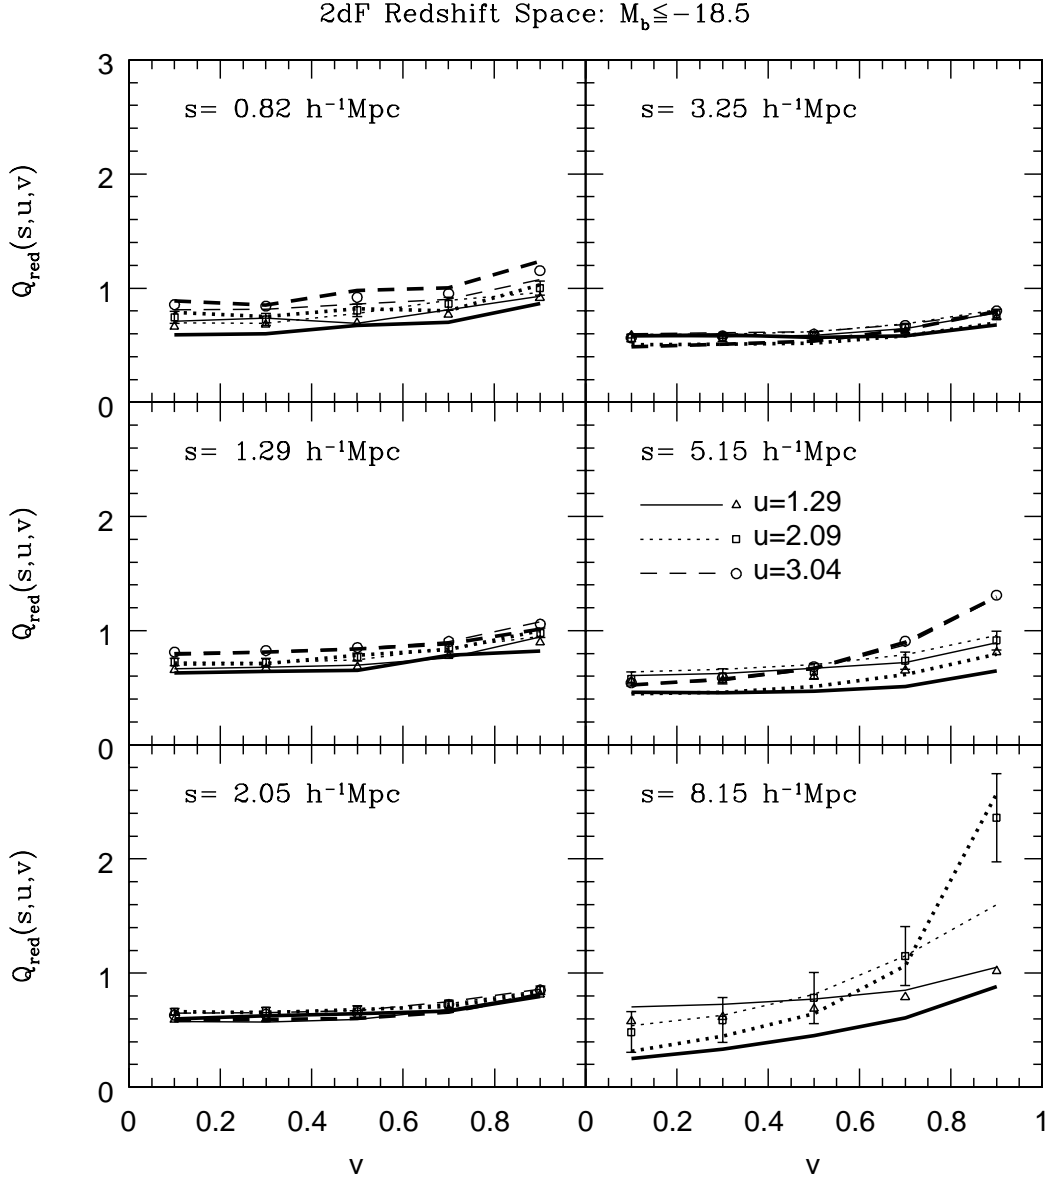 2dF Redshift Space: M_b≦−18.5
3
s= 0.82 h⁻¹Mpc
s= 3.25 h⁻¹Mpc
2
Q_red(s,u,v)
1
0
s= 1.29 h⁻¹Mpc
s= 5.15 h⁻¹Mpc
u=1.29
2
u=2.09
u=3.04
Q_red(s,u,v)
1
0
s= 2.05 h⁻¹Mpc
s= 8.15 h⁻¹Mpc
2
Q_red(s,u,v)
1
0
0 0.2 0.4 0.6 0.8 0 0.2 0.4 0.6 0.8 1
v v